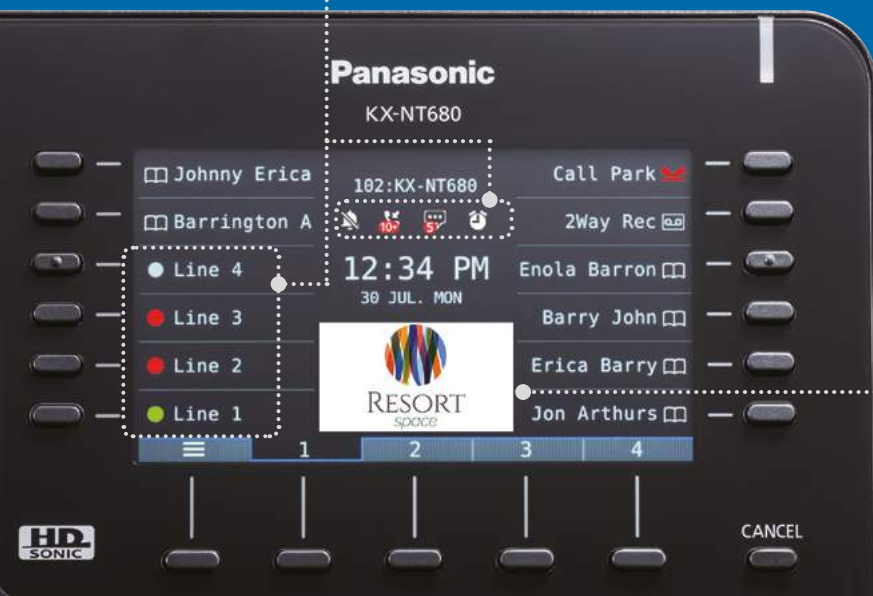 Panasonic
KX-NT680
Johnny Erica
Barrington A
Line 4
Line 3
Line 2
Line 1
102:KX-NT680
10+
5
12:34 PM
30 JUL. MON
RESORT
space
Call Park
2Way Rec
Enola Barron
Barry John
Erica Barry
Jon Arthurs
1
2
3
4
HD
SONIC
CANCEL